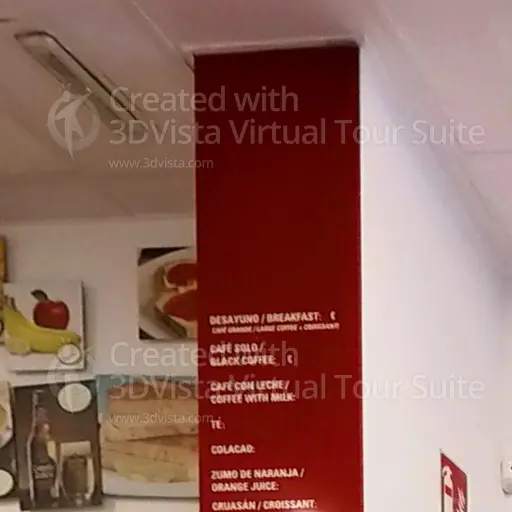 Created with
3DVista Virtual Tour Suite
www.3dvista.com
DESAYUNO / BREAKFAST: €
CAFÉ GRANDE / LARGE COFFEE + CROISSANT)
CAFÉ SOLO /
BLACK COFFEE: €
Created with
3DVista Virtual Tour Suite
www.3dvista.com
CAFÉ CON LECHE /
COFFEE WITH MILK:
TÉ:
COLACAO:
ZUMO DE NARANJA /
ORANGE JUICE:
CRUASÁN / CROISSANT: